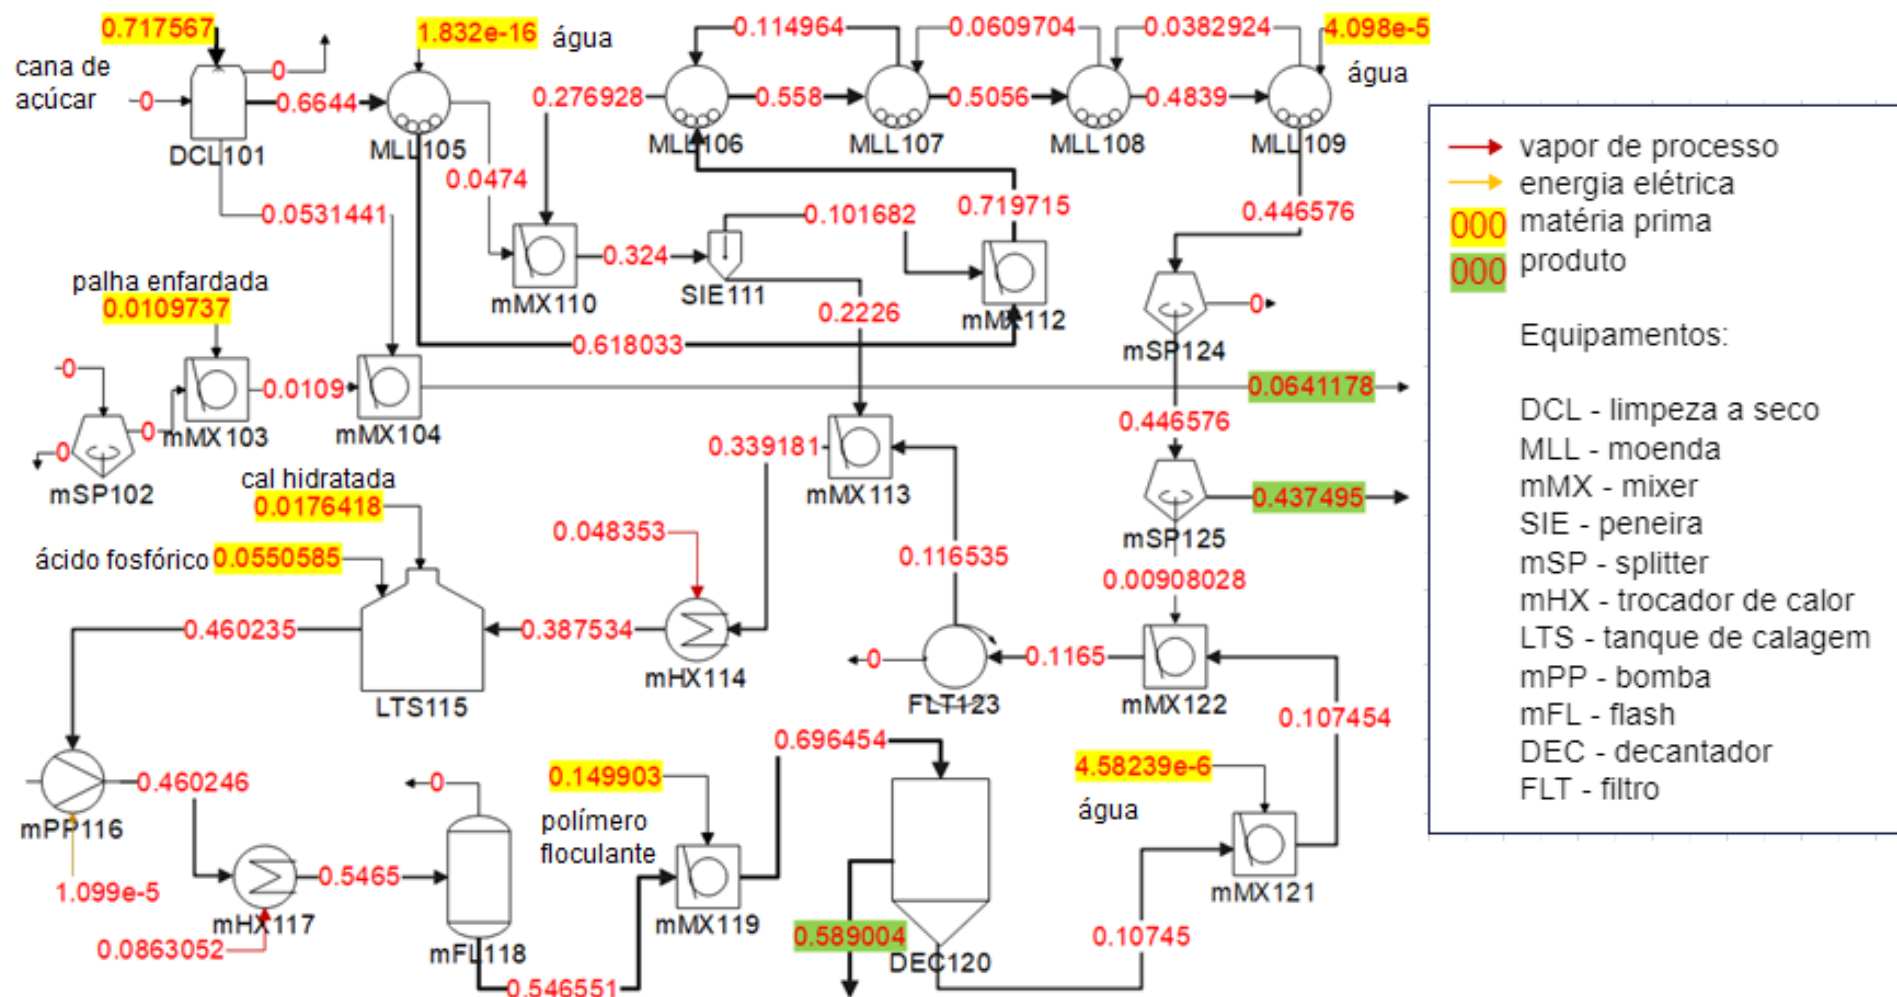 0.717567
1.832e-16
água
0.114964
0.0609704
0.0382924
4.098e-5
água
cana de
açúcar
0
0
0.6644
0.276928
0.558
0.5056
0.4839
DCL101
MLL105
MLL106
MLL107
MLL108
MLL109
0.0474
0.0531441
0.101682
0.719715
0.446576
0.324
mMX110
SIE111
mMX112
palha enfardada
0.0109737
0.2226
0
0.618033
mSP124
0
0.0109
0.0641178
0
0
mMX103
mMX104
0.446576
mSP102
0.339181
mMX113
cal hidratada
0.0176418
0.437495
mSP125
0.048353
0.116535
ácido fosfórico
0.0550585
0.00908028
0.460235
0.387534
0
0.1165
LTS115
mHX114
FLT123
mMX122
0.107454
0.696454
0.460246
0
0.149903
4.58239e-6
água
mPP116
polímero
floculante
1.099e-5
0.5465
mHX117
mMX119
mMX121
0.0863052
mFL118
0.589004
DEC120
0.10745
0.546551
vapor de processo
energia elétrica
000 matéria prima
000 produto
Equipamentos:
DCL - limpeza a seco
MLL - moenda
mMX - mixer
SIE - peneira
mSP - splitter
mHX - trocador de calor
LTS - tanque de calagem
mPP - bomba
mFL - flash
DEC - decantador
FLT - filtro